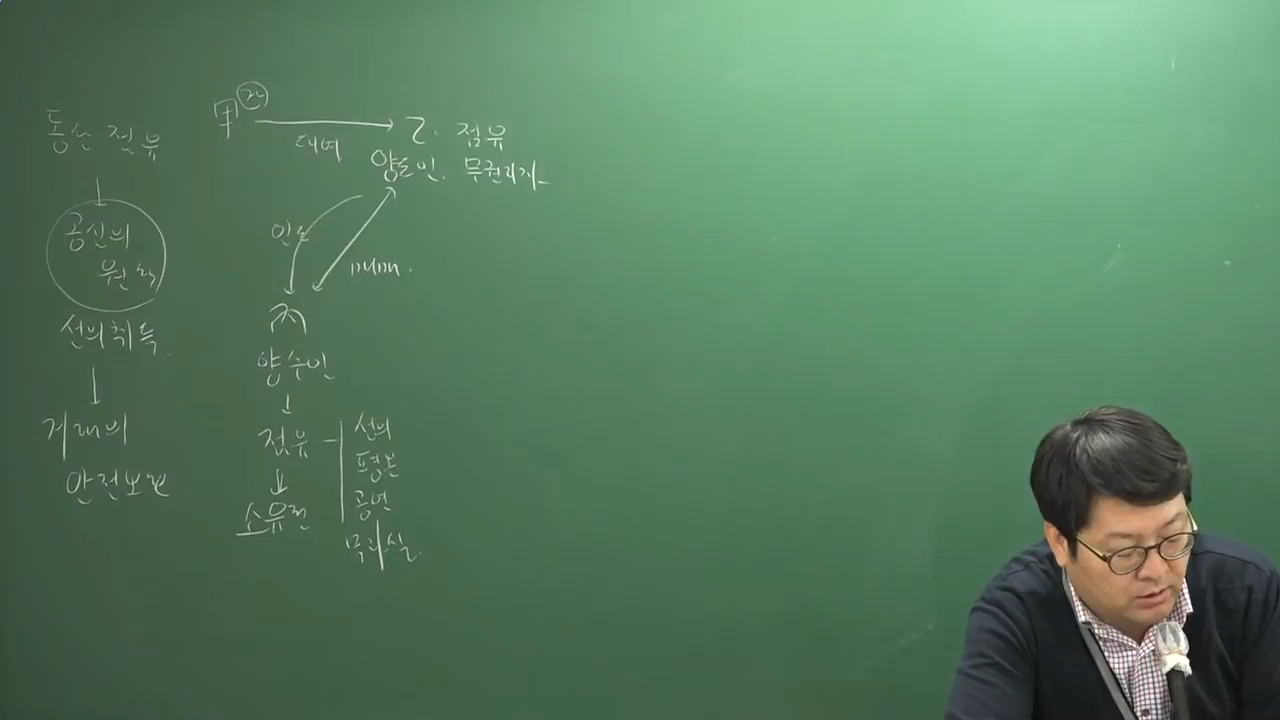 동산 점유
공신의
원칙
선의취득
거래의
안전보호
甲 진
대여
乙. 점유
양도인. 무권리자
인도
매매.
丙
양수인
점유
선의
평온
공연
무과실.
소유권